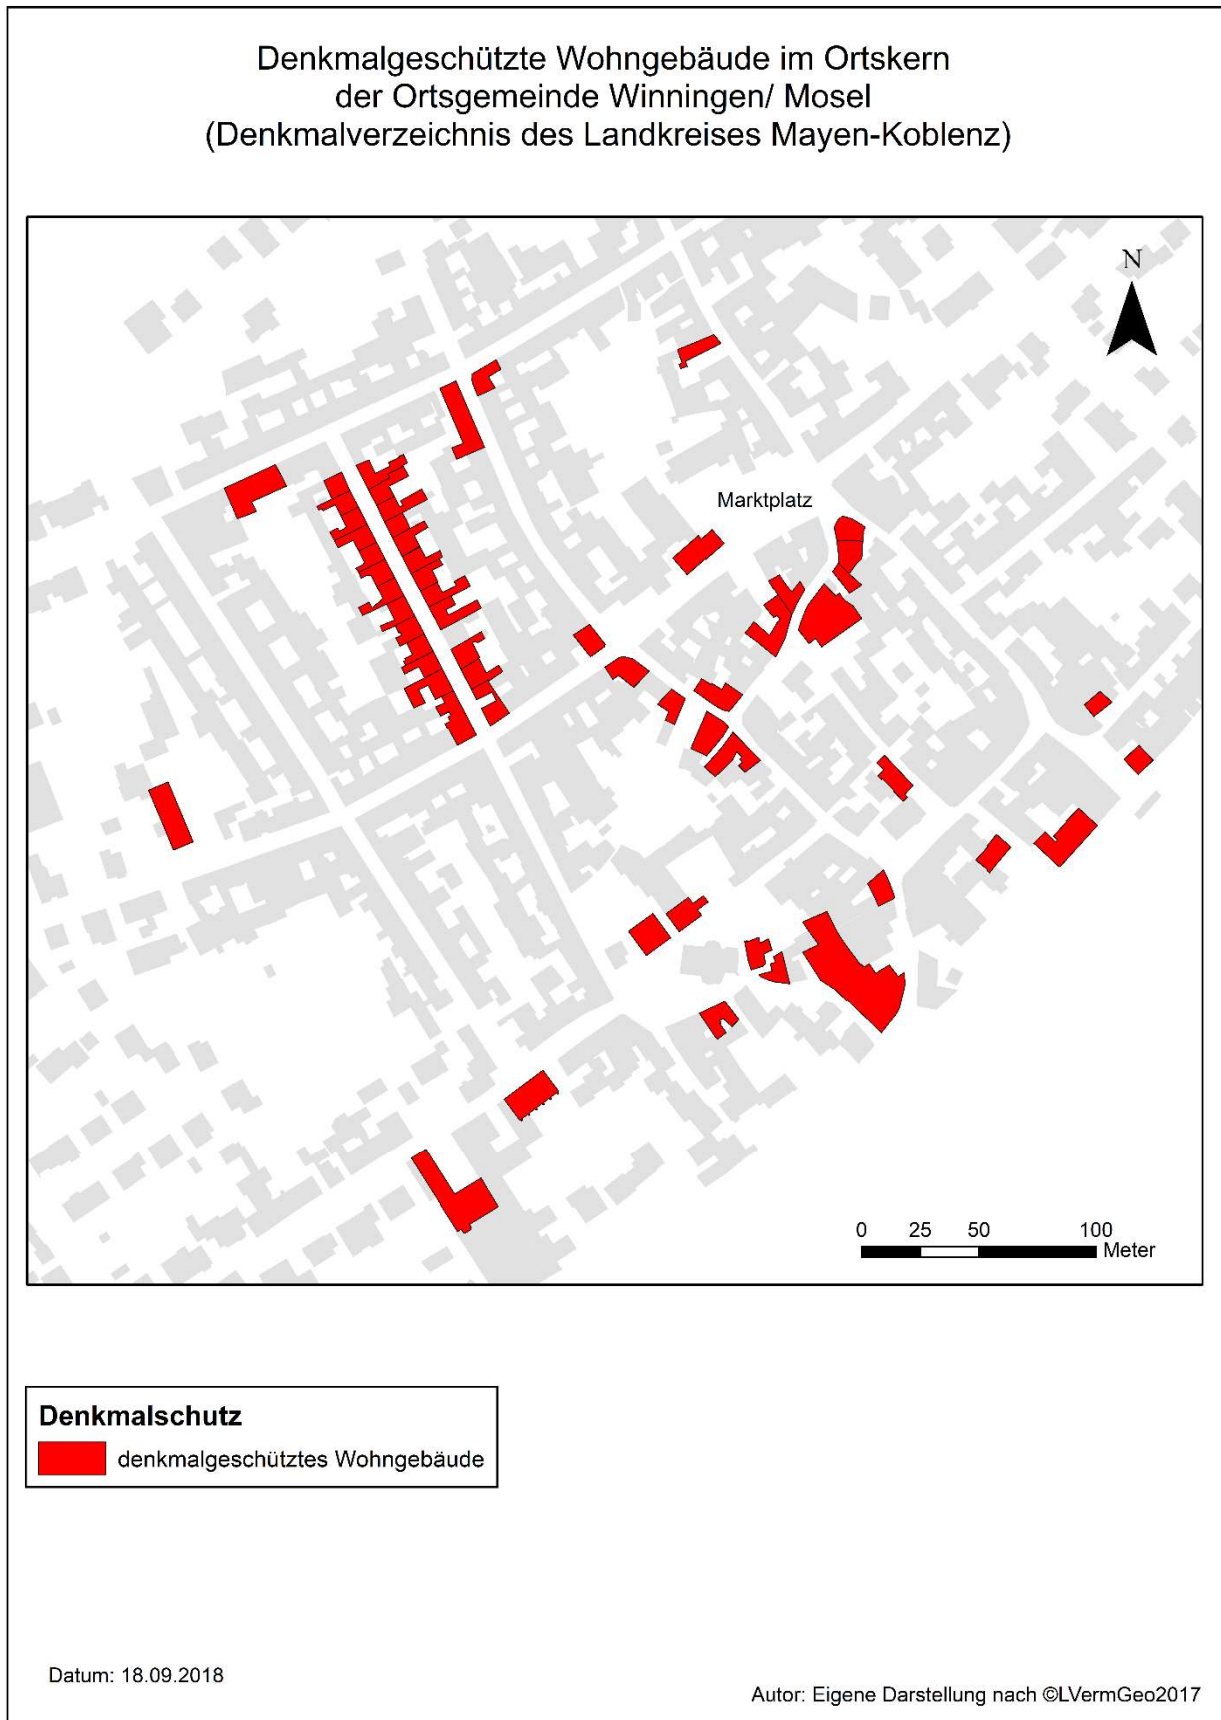 Denkmalgeschützte Wohngebäude im Ortskern
der Ortsgemeinde Winningen/ Mosel
(Denkmalverzeichnis des Landkreises Mayen-Koblenz)
N
Marktplatz
0 25 50 100
Meter
Denkmalschutz
denkmalgeschütztes Wohngebäude
Datum: 18.09.2018
Autor: Eigene Darstellung nach ©LVermGeo2017